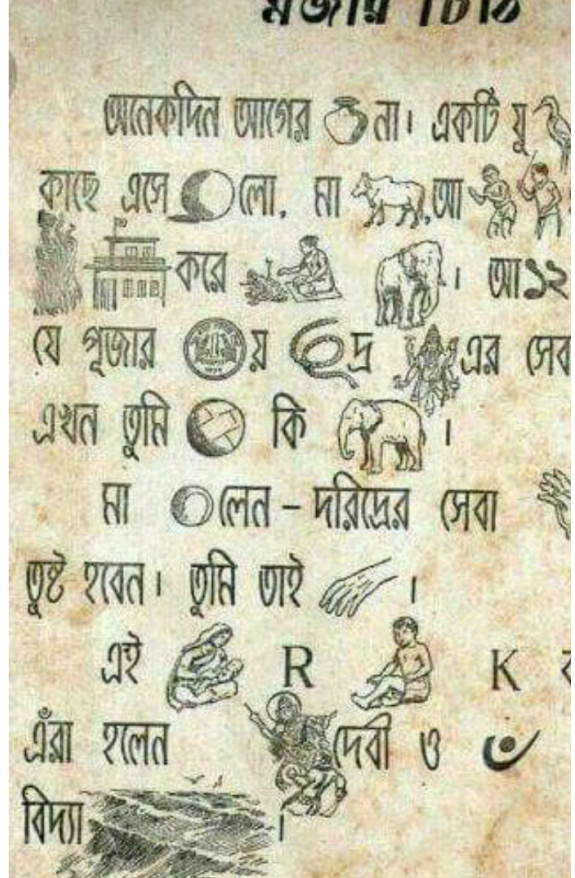 মজার চিঠি
অনেকদিন আগের না। একটি যু
কাছে এসে লো, মা ,আ
করে । আ১২
যে পূজার য় দ্র এর সেব
এখন তুমি কি ।
মা লেন – দরিদ্রের সেবা
তুষ্ট হবেন। তুমি তাই ।
এই R K
এঁরা হলেন দেবী ও
বিদ্যা ।